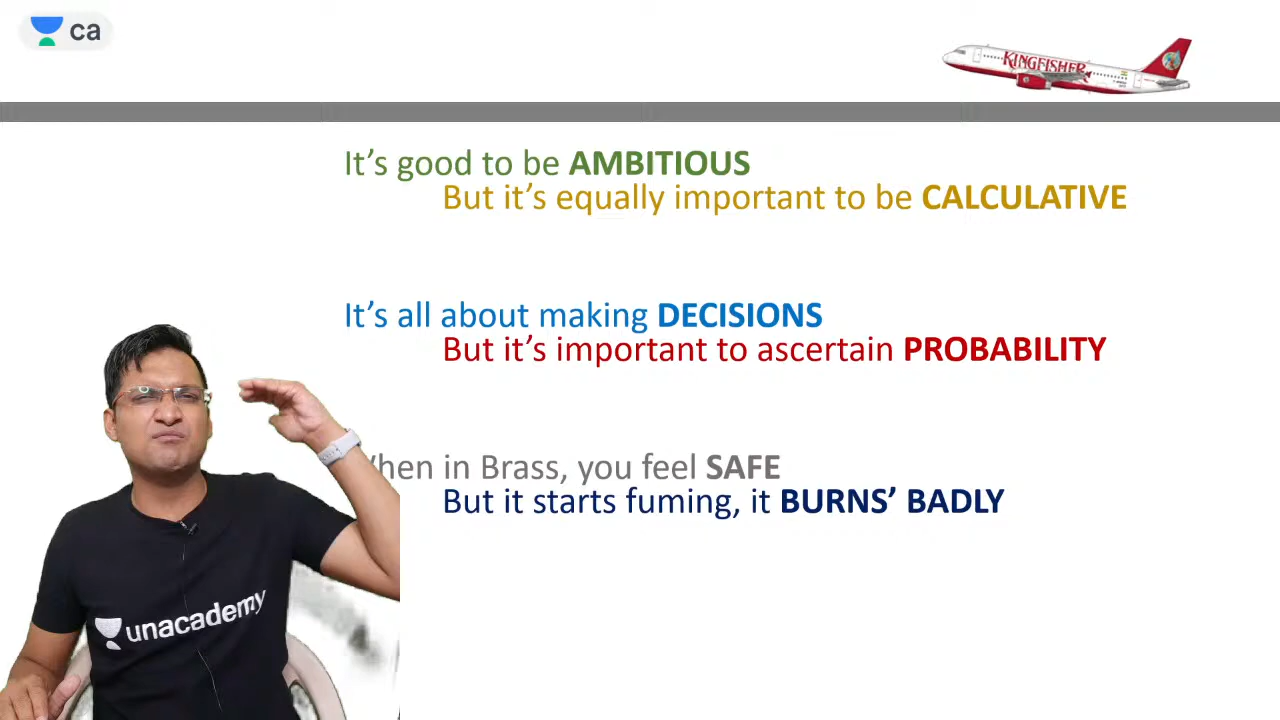 ca
KINGFISHER
It's good to be AMBITIOUS
But it's equally important to be CALCULATIVE
It's all about making DECISIONS
But it's important to ascertain PROBABILITY
hen in Brass, you feel SAFE
But it starts fuming, it BURNS' BADLY
unacademy